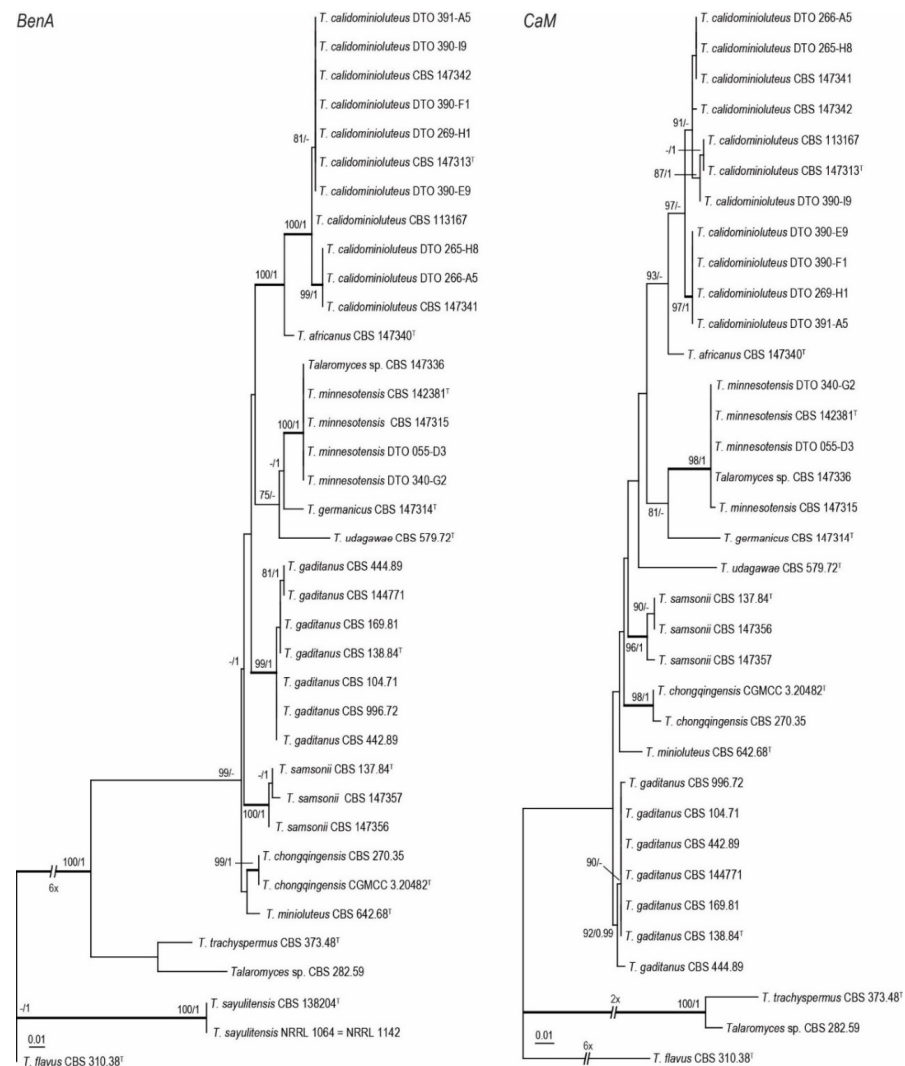 BenA
T. calidominioluteus DTO 391-A5
T. calidominioluteus DTO 390-I9
T. calidominioluteus CBS 147342
T. calidominioluteus DTO 390-F1
81/-
T. calidominioluteus DTO 269-H1
T. calidominioluteus CBS 147313ᵀ
T. calidominioluteus DTO 390-E9
100/1
T. calidominioluteus CBS 113167
T. calidominioluteus DTO 265-H8
100/1
T. calidominioluteus DTO 266-A5
99/1
T. calidominioluteus CBS 147341
T. africanus CBS 147340ᵀ
Talaromyces sp. CBS 147336
T. minnesotensis CBS 142381ᵀ
100/1
T. minnesotensis CBS 147315
T. minnesotensis DTO 055-D3
-/1
T. minnesotensis DTO 340-G2
75/-
T. germanicus CBS 147314ᵀ
T. udagawae CBS 579.72ᵀ
T. gaditanus CBS 444.89
81/1
T. gaditanus CBS 144771
T. gaditanus CBS 169.81
T. gaditanus CBS 138.84ᵀ
-/1
99/1
T. gaditanus CBS 104.71
T. gaditanus CBS 996.72
T. gaditanus CBS 442.89
99/-
-/1
T. samsonii CBS 137.84ᵀ
T. samsonii CBS 147357
100/1
T. samsonii CBS 147356
99/1
T. chongqingensis CBS 270.35
100/1
6x
T. chongqingensis CGMCC 3.20482ᵀ
T. minioluteus CBS 642.68ᵀ
T. trachyspermus CBS 373.48ᵀ
Talaromyces sp. CBS 282.59
-/1
100/1
T. sayulitensis CBS 138204ᵀ
T. sayulitensis NRRL 1064 = NRRL 1142
0.01
T. flavus CBS 310.38ᵀ
CaM
T. calidominioluteus DTO 266-A5
T. calidominioluteus DTO 265-H8
T. calidominioluteus CBS 147341
T. calidominioluteus CBS 147342
91/-
T. calidominioluteus CBS 113167
-/1
87/1
T. calidominioluteus CBS 147313ᵀ
T. calidominioluteus DTO 390-I9
97/-
T. calidominioluteus DTO 390-E9
T. calidominioluteus DTO 390-F1
93/-
T. calidominioluteus DTO 269-H1
97/1
T. calidominioluteus DTO 391-A5
T. africanus CBS 147340ᵀ
T. minnesotensis DTO 340-G2
T. minnesotensis CBS 142381ᵀ
T. minnesotensis DTO 055-D3
98/1
Talaromyces sp. CBS 147336
T. minnesotensis CBS 147315
81/-
T. germanicus CBS 147314ᵀ
T. udagawae CBS 579.72ᵀ
90/-
T. samsonii CBS 137.84ᵀ
T. samsonii CBS 147356
96/1
T. samsonii CBS 147357
98/1
T. chongqingensis CGMCC 3.20482ᵀ
T. chongqingensis CBS 270.35
T. minioluteus CBS 642.68ᵀ
T. gaditanus CBS 996.72
T. gaditanus CBS 104.71
T. gaditanus CBS 442.89
90/-
T. gaditanus CBS 144771
T. gaditanus CBS 169.81
92/0.99
T. gaditanus CBS 138.84ᵀ
T. gaditanus CBS 444.89
T. trachyspermus CBS 373.48ᵀ
2x
100/1
Talaromyces sp. CBS 282.59
0.01
6x
T. flavus CBS 310.38ᵀ